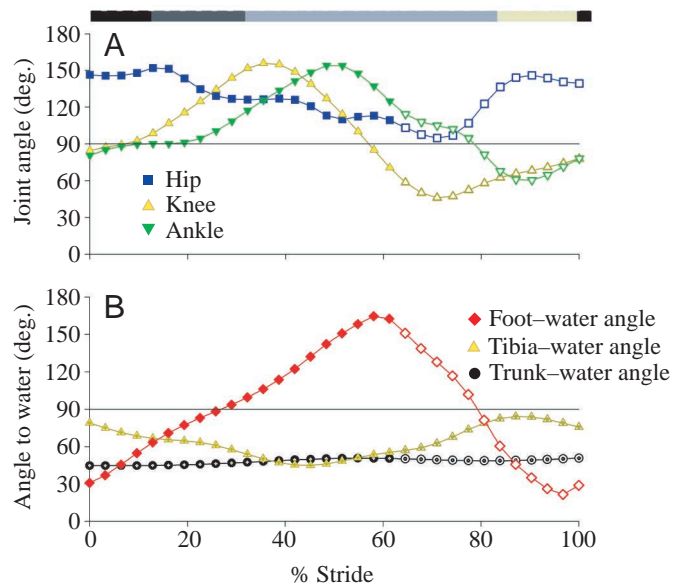 A
180
150
120
90
60
30
0
Joint angle (deg.)
Hip
Knee
Ankle
B
180
150
120
90
60
30
0
Angle to water (deg.)
Foot–water angle
Tibia–water angle
Trunk–water angle
0 20 40 60 80 100
% Stride